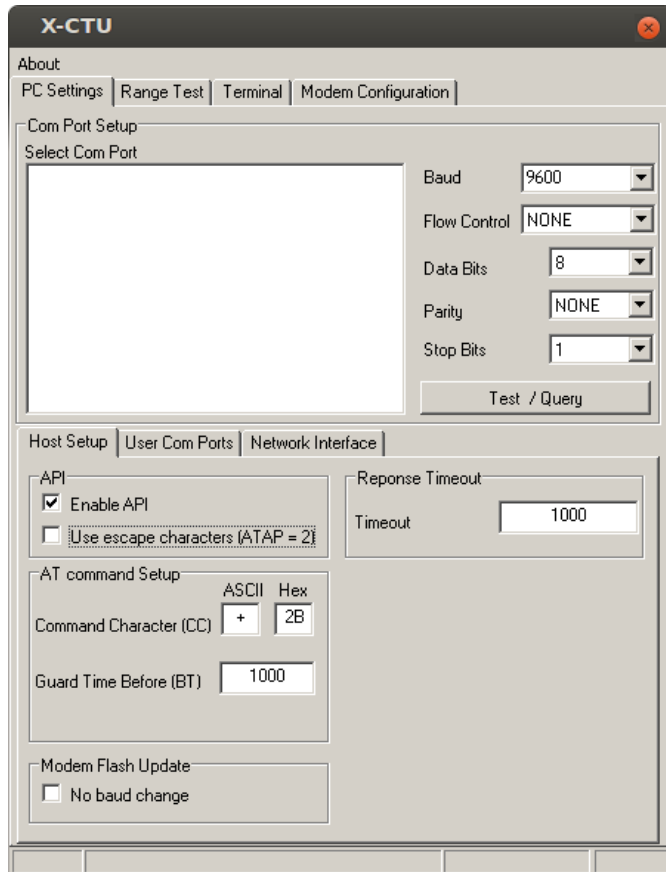 X-CTU
About
PC Settings Range Test Terminal Modem Configuration
Com Port Setup
Select Com Port
Baud 9600
Flow Control NONE
Data Bits 8
Parity NONE
Stop Bits 1
Test / Query
Host Setup User Com Ports Network Interface
API
Enable API
Use escape characters (ATAP = 2)
Reponse Timeout
Timeout 1000
AT command Setup
ASCII Hex
Command Character (CC) + 2B
Guard Time Before (BT) 1000
Modem Flash Update
No baud change